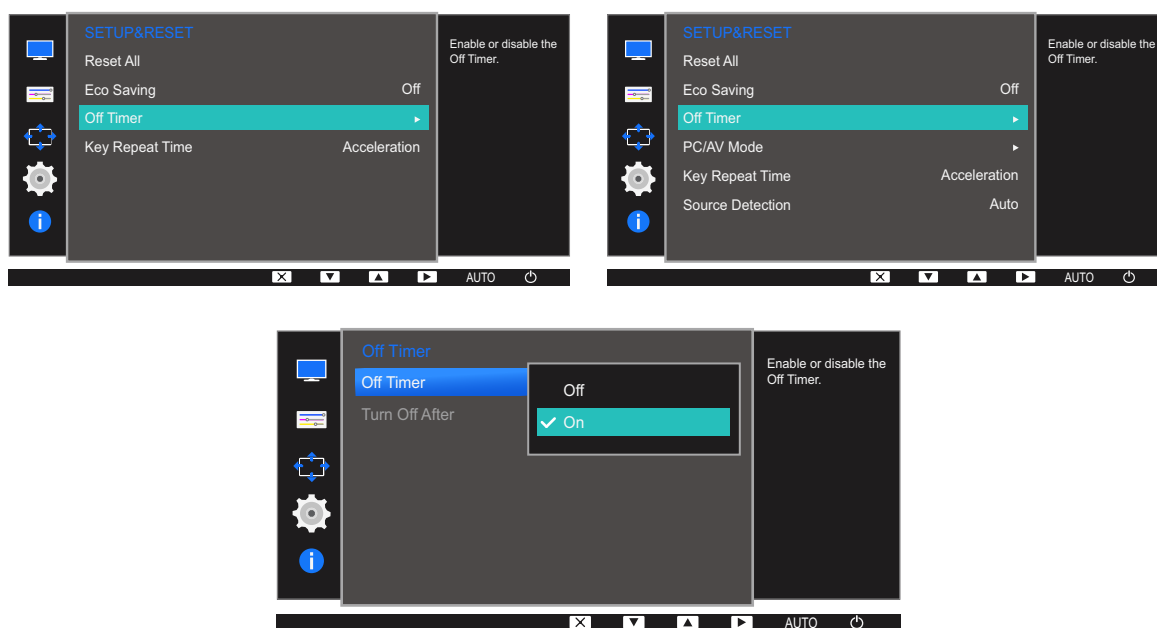 SETUP&RESET
Reset All
Eco Saving Off
Off Timer
Key Repeat Time Acceleration
Enable or disable the
Off Timer.
AUTO
SETUP&RESET
Reset All
Eco Saving Off
Off Timer
PC/AV Mode
Key Repeat Time Acceleration
Source Detection Auto
Enable or disable the
Off Timer.
AUTO
Off Timer
Off Timer
Turn Off After
Off
On
Enable or disable the
Off Timer.
AUTO